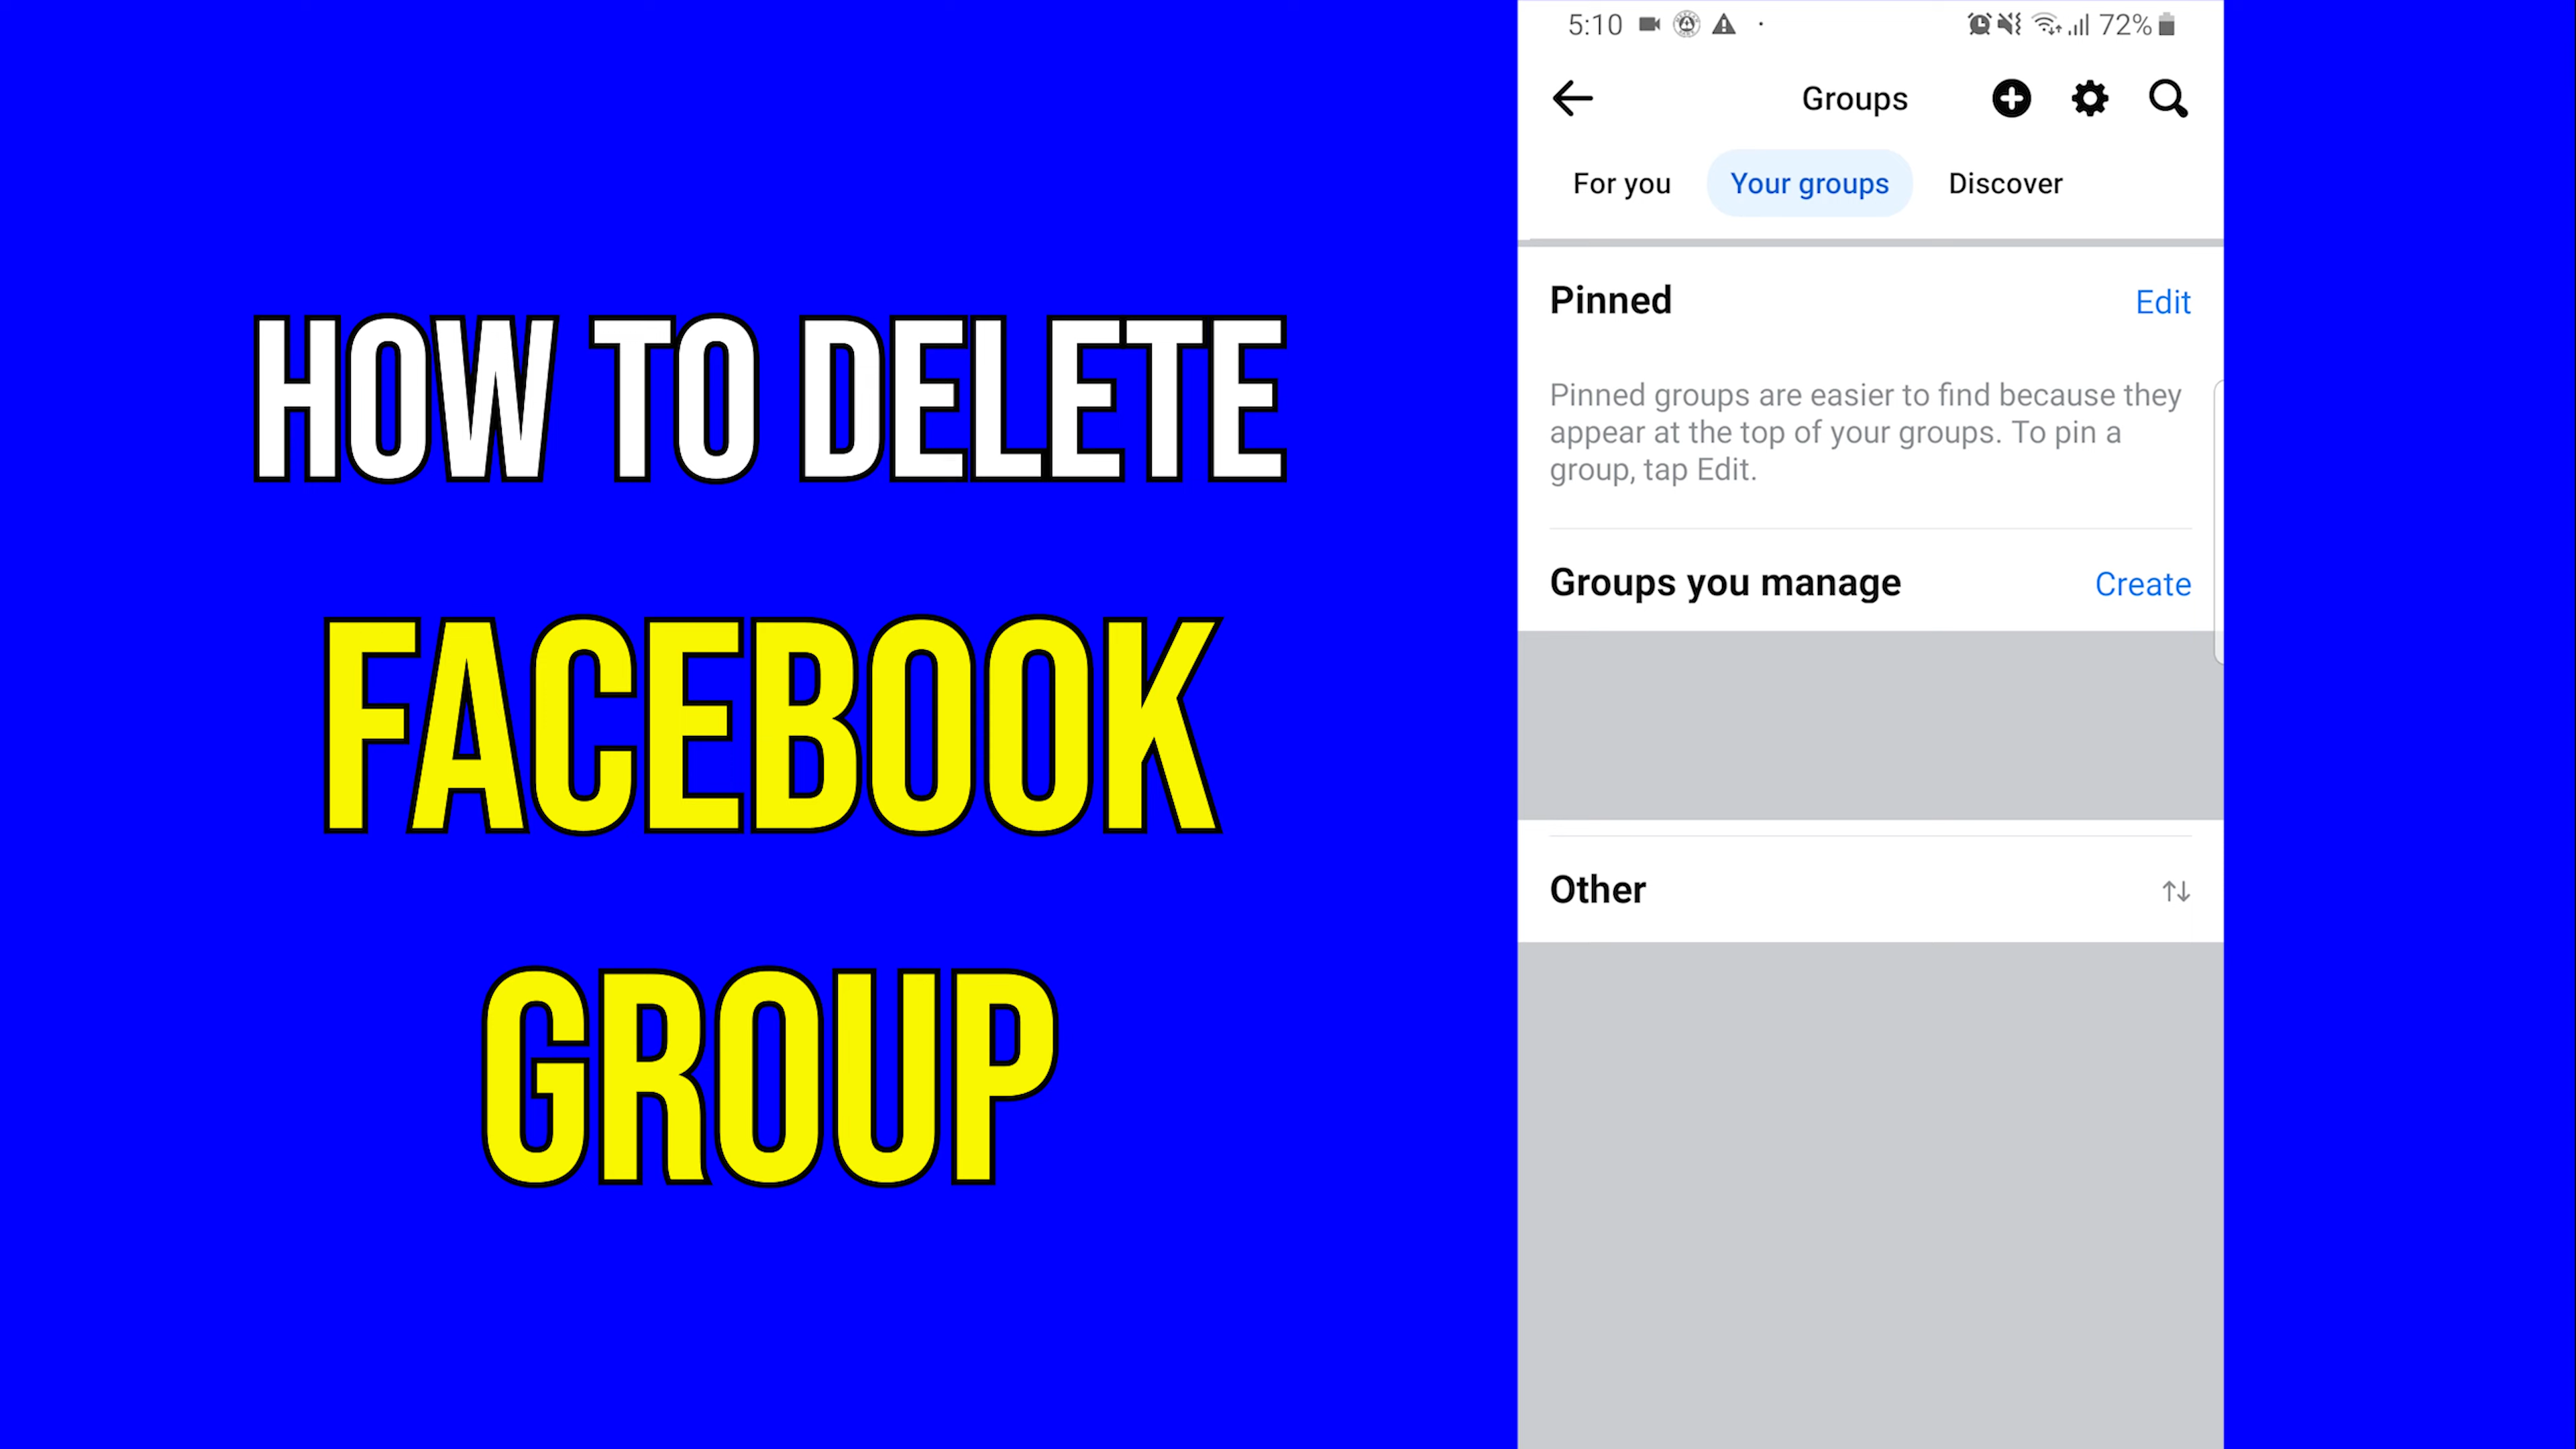 HOW TO DELETE
FACEBOOK
GROUP
5:10
72%
Groups
For you
Your groups
Discover
Pinned
Edit
Pinned groups are easier to find because they
appear at the top of your groups. To pin a
group, tap Edit.
Groups you manage
Create
Other